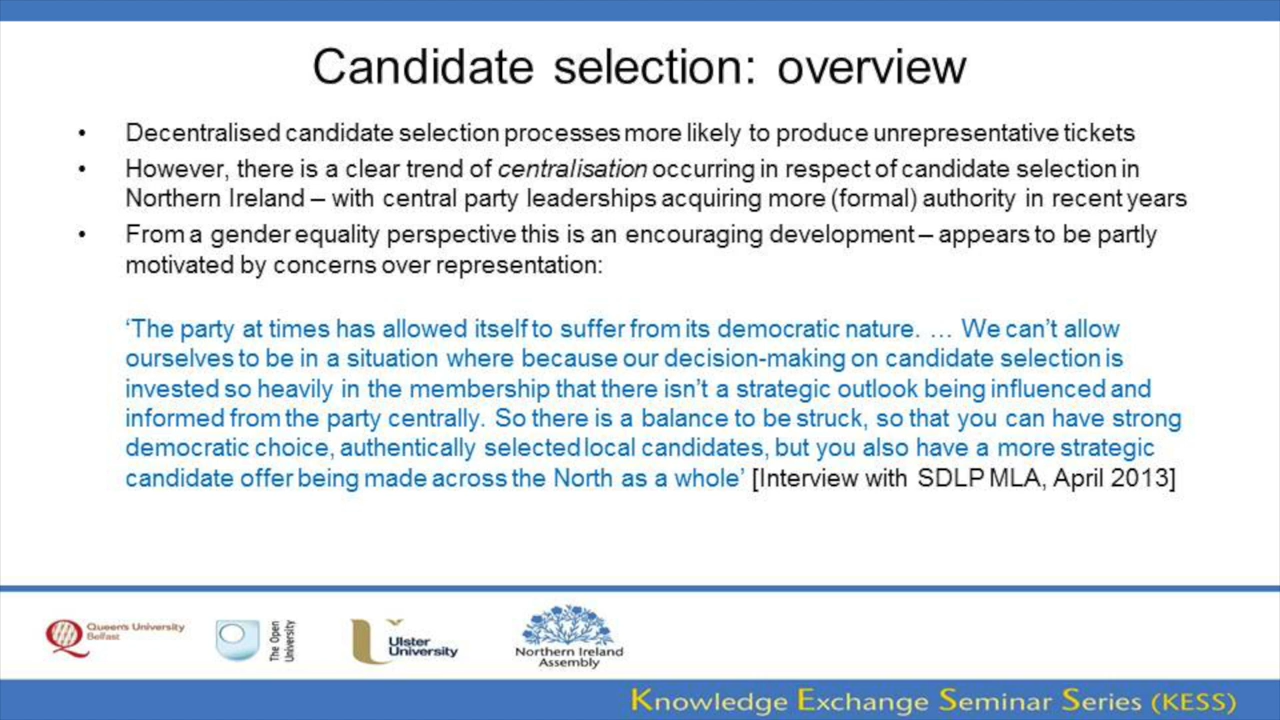 Candidate selection: overview
• Decentralised candidate selection processes more likely to produce unrepresentative tickets
• However, there is a clear trend of centralisation occurring in respect of candidate selection in
Northern Ireland – with central party leaderships acquiring more (formal) authority in recent years
• From a gender equality perspective this is an encouraging development – appears to be partly
motivated by concerns over representation:
‘The party at times has allowed itself to suffer from its democratic nature. … We can’t allow
ourselves to be in a situation where because our decision-making on candidate selection is
invested so heavily in the membership that there isn’t a strategic outlook being influenced and
informed from the party centrally. So there is a balance to be struck, so that you can have strong
democratic choice, authentically selected local candidates, but you also have a more strategic
candidate offer being made across the North as a whole’ [Interview with SDLP MLA, April 2013]
Queen's University
Belfast
The Open
University
Ulster
University
Northern Ireland
Assembly
Knowledge Exchange Seminar Series (KESS)